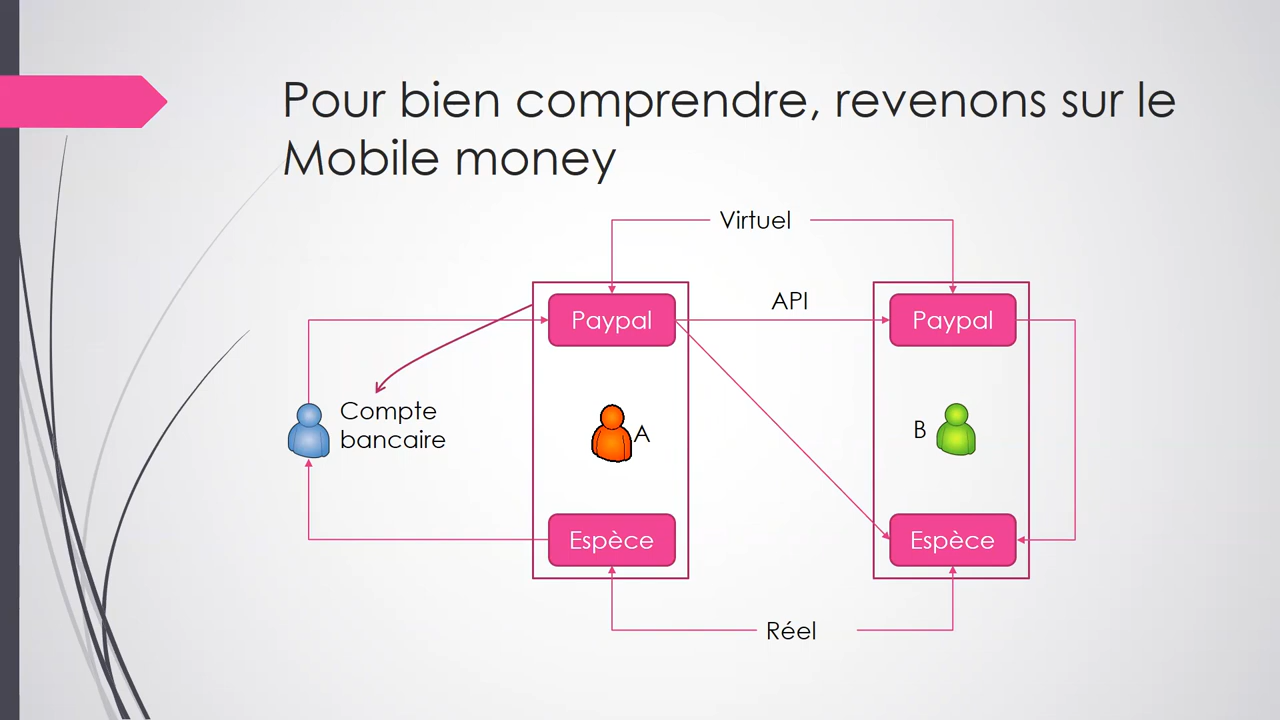 Pour bien comprendre, revenons sur le
Mobile money
Virtuel
API
Paypal
Paypal
Compte
bancaire
A
B
Espèce
Espèce
Réel